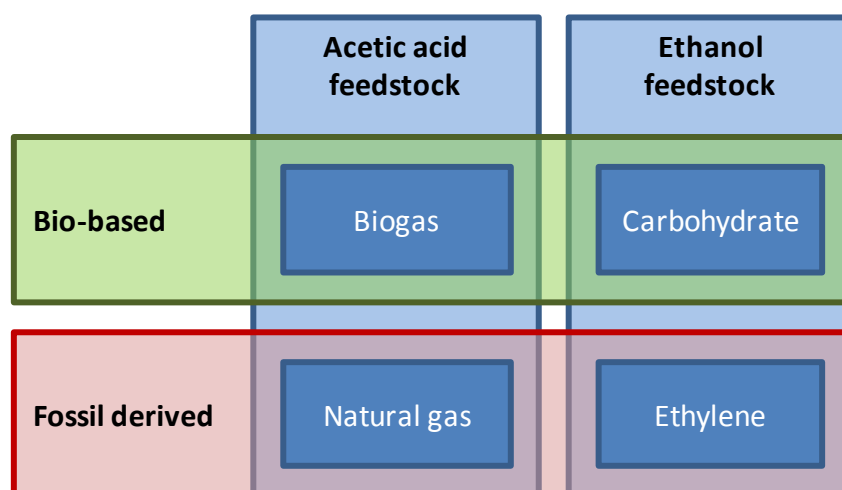 Acetic acid
feedstock
Ethanol
feedstock
Bio-based
Biogas
Carbohydrate
Fossil derived
Natural gas
Ethylene